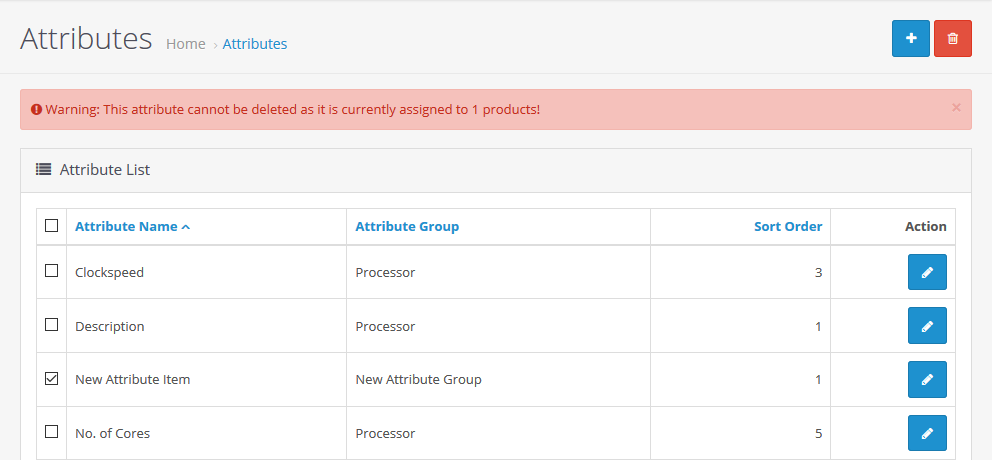 Attributes Home › Attributes
Warning: This attribute cannot be deleted as it is currently assigned to 1 products! ×
Attribute List
Attribute Name Attribute Group Sort Order Action
Clockspeed Processor 3
Description Processor 1
New Attribute Item New Attribute Group 1
No. of Cores Processor 5